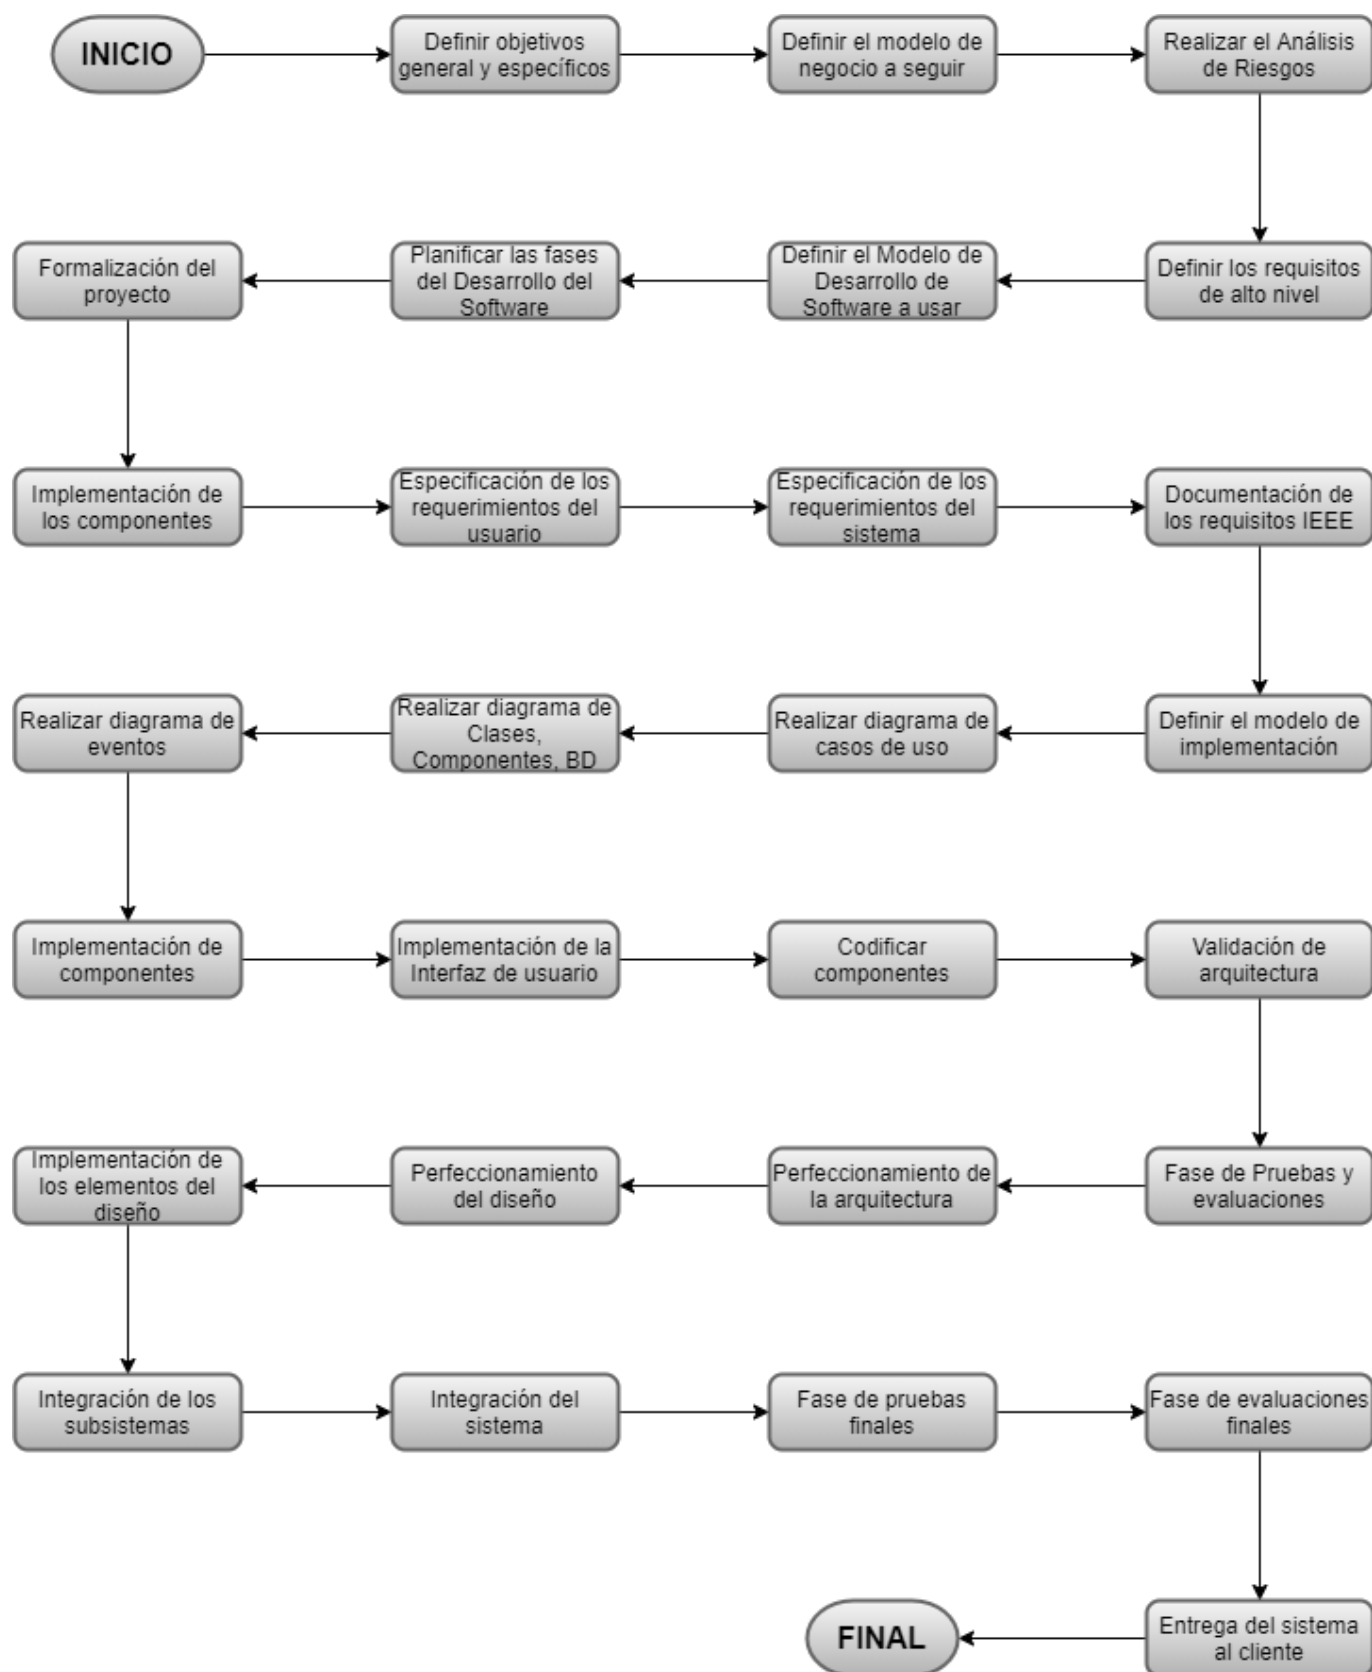 INICIO
Definir objetivos
general y específicos
Definir el modelo de
negocio a seguir
Realizar el Análisis
de Riesgos
Formalización del
proyecto
Planificar las fases
del Desarrollo del
Software
Definir el Modelo de
Desarrollo de
Software a usar
Definir los requisitos
de alto nivel
Implementación de
los componentes
Especificación de los
requerimientos del
usuario
Especificación de los
requerimientos del
sistema
Documentación de
los requisitos IEEE
Realizar diagrama de
eventos
Realizar diagrama de
Clases,
Componentes, BD
Realizar diagrama de
casos de uso
Definir el modelo de
implementación
Implementación de
componentes
Implementación de la
Interfaz de usuario
Codificar
componentes
Validación de
arquitectura
Implementación de
los elementos del
diseño
Perfeccionamiento
del diseño
Perfeccionamiento de
la arquitectura
Fase de Pruebas y
evaluaciones
Integración de los
subsistemas
Integración del
sistema
Fase de pruebas
finales
Fase de evaluaciones
finales
FINAL
Entrega del sistema
al cliente